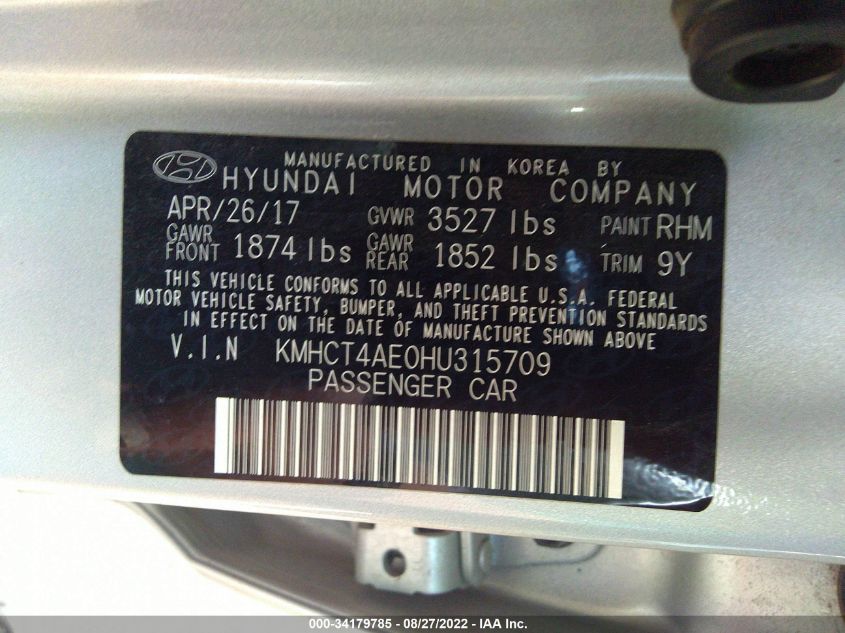 MANUFACTURED IN KOREA BY
HYUNDAI MOTOR COMPANY
APR/26/17 GVWR 3527 lbs PAINT RHM
GAWR FRONT 1874 lbs GAWR REAR 1852 lbs TRIM 9Y
THIS VEHICLE CONFORMS TO ALL APPLICABLE U.S.A. FEDERAL
MOTOR VEHICLE SAFETY, BUMPER, AND THEFT PREVENTION STANDARDS
IN EFFECT ON THE DATE OF MANUFACTURE SHOWN ABOVE
V.I.N KMHCT4AE0HU315709
PASSENGER CAR
000-34179785 - 08/27/2022 - IAA Inc.